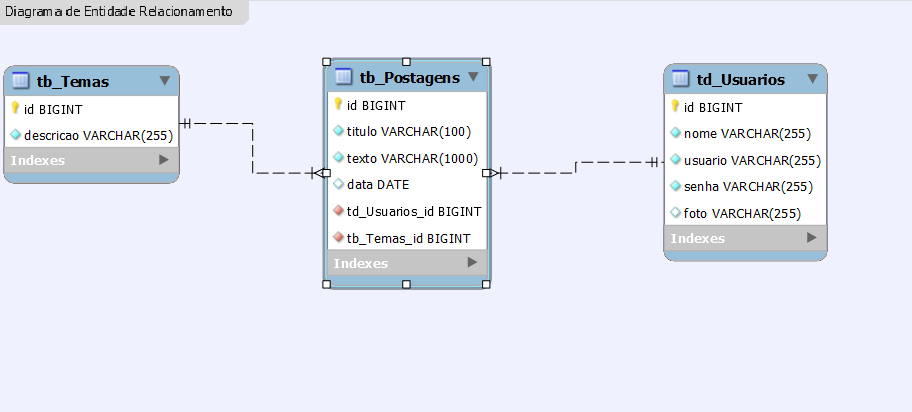 Diagrama de Entidade Relacionamento
tb_Temas
id BIGINT
descricao VARCHAR(255)
Indexes
tb_Postagens
id BIGINT
titulo VARCHAR(100)
texto VARCHAR(1000)
data DATE
td_Usuarios_id BIGINT
tb_Temas_id BIGINT
Indexes
td_Usuarios
id BIGINT
nome VARCHAR(255)
usuario VARCHAR(255)
senha VARCHAR(255)
foto VARCHAR(255)
Indexes